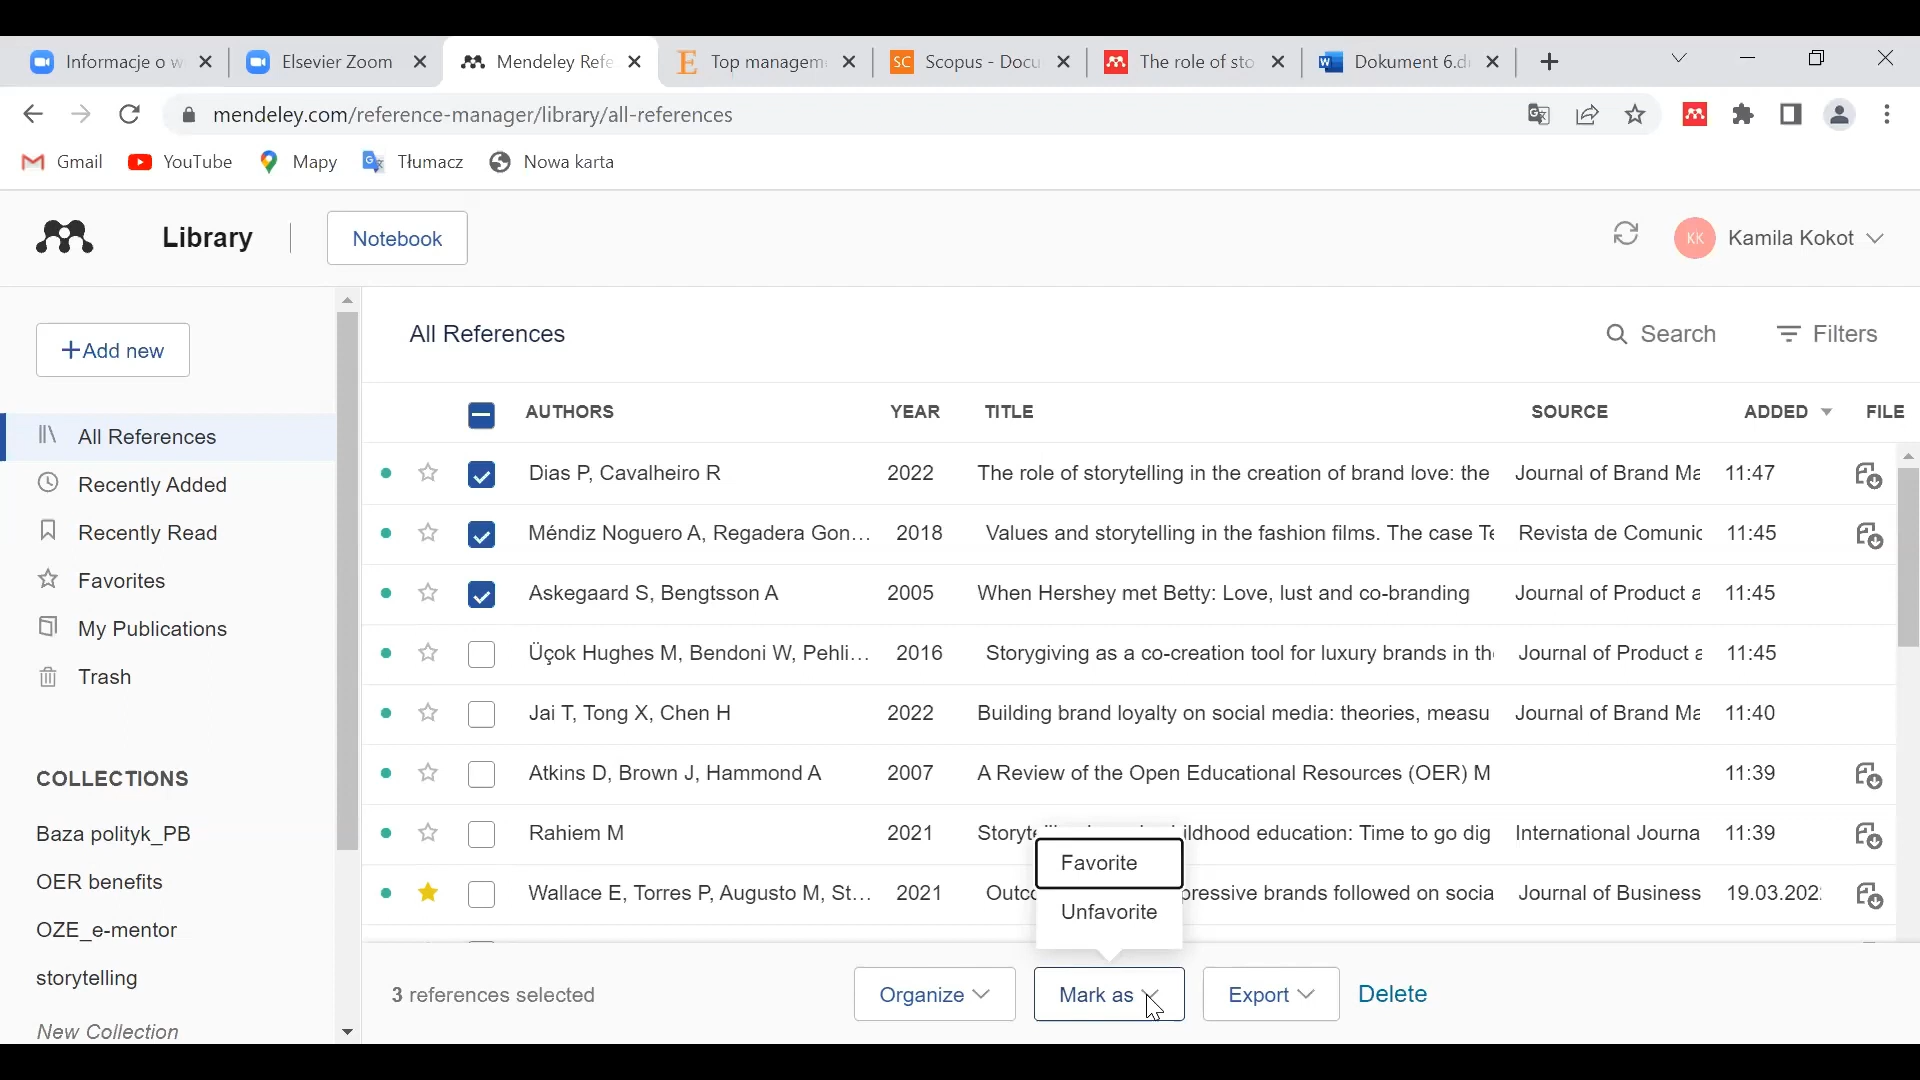 Informacje o w
Elsevier Zoom
Mendeley Refe
Top managem
SC Scopus - Docu
The role of sto
Dokument 6.d
mendeley.com/reference-manager/library/all-references
Gmail
YouTube
Mapy
Tłumacz
Nowa karta
Library
Notebook
KK Kamila Kokot
+Add new
All References
Recently Added
Recently Read
Favorites
My Publications
Trash
COLLECTIONS
Baza polityk_PB
OER benefits
OZE_e-mentor
storytelling
New Collection
All References
Search
Filters
AUTHORS YEAR TITLE SOURCE ADDED FILE
Dias P, Cavalheiro R 2022 The role of storytelling in the creation of brand love: the Journal of Brand Ma 11:47
Méndiz Noguero A, Regadera Gon... 2018 Values and storytelling in the fashion films. The case Te Revista de Comunic 11:45
Askegaard S, Bengtsson A 2005 When Hershey met Betty: Love, lust and co-branding Journal of Product a 11:45
Üçok Hughes M, Bendoni W, Pehli... 2016 Storygiving as a co-creation tool for luxury brands in th Journal of Product a 11:45
Jai T, Tong X, Chen H 2022 Building brand loyalty on social media: theories, measu Journal of Brand Ma 11:40
Atkins D, Brown J, Hammond A 2007 A Review of the Open Educational Resources (OER) M 11:39
Rahiem M 2021 ildhood education: Time to go dig International Journa 11:39
Wallace E, Torres P, Augusto M, St... 2021 Outco pressive brands followed on socia Journal of Business 19.03.202
Favorite
Unfavorite
3 references selected
Organize
Mark as
Export
Delete